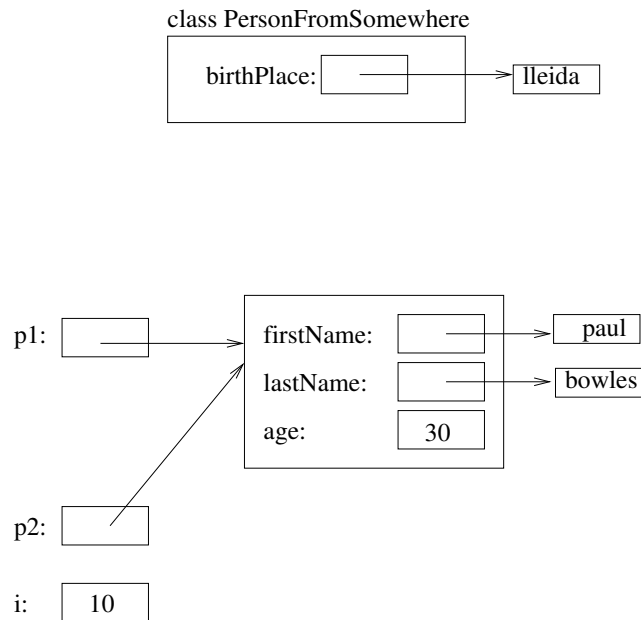 class PersonFromSomewhere
birthPlace: lleida
p1:
firstName: paul
lastName: bowles
age: 30
p2:
i: 10